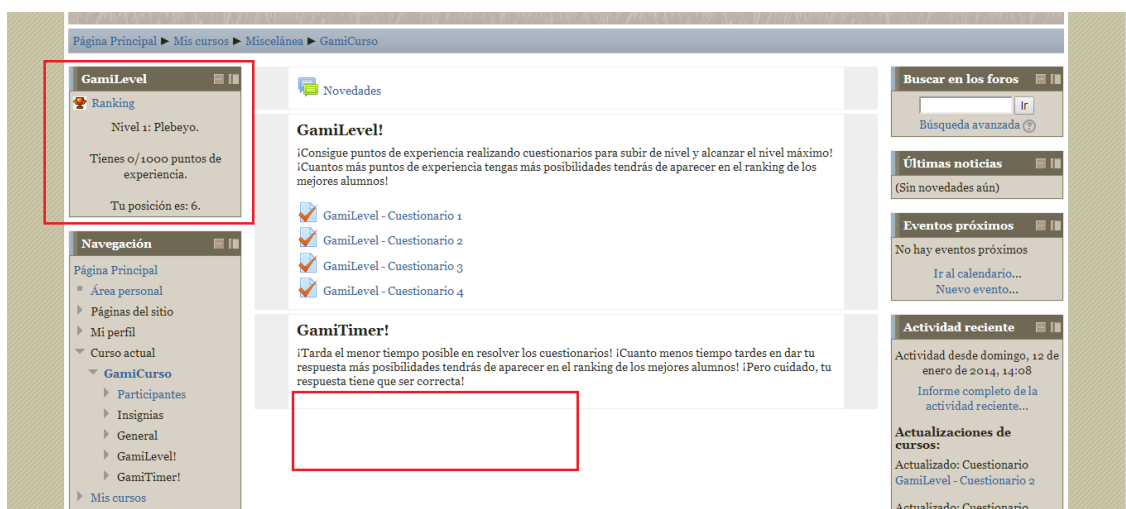 Página Principal ► Mis cursos ► Miscelánea ► GamiCurso
GamiLevel
Ranking
Nivel 1: Plebeyo.
Tienes 0/1000 puntos de
experiencia.
Tu posición es: 6.
Navegación
Página Principal
Área personal
Páginas del sitio
Mi perfil
Curso actual
GamiCurso
Participantes
Insignias
General
GamiLevel!
GamiTimer!
Mis cursos
Novedades
GamiLevel!
¡Consigue puntos de experiencia realizando cuestionarios para subir de nivel y alcanzar el nivel máximo!
¡Cuantos más puntos de experiencia tengas más posibilidades tendrás de aparecer en el ranking de los
mejores alumnos!
GamiLevel - Cuestionario 1
GamiLevel - Cuestionario 2
GamiLevel - Cuestionario 3
GamiLevel - Cuestionario 4
GamiTimer!
¡Tarda el menor tiempo posible en resolver los cuestionarios! ¡Cuanto menos tiempo tardes en dar tu
respuesta más posibilidades tendrás de aparecer en el ranking de los mejores alumnos! ¡Pero cuidado, tu
respuesta tiene que ser correcta!
Buscar en los foros
Ir
Búsqueda avanzada ?
Últimas noticias
(Sin novedades aún)
Eventos próximos
No hay eventos próximos
Ir al calendario...
Nuevo evento...
Actividad reciente
Actividad desde domingo, 12 de
enero de 2014, 14:08
Informe completo de la
actividad reciente...
Actualizaciones de
cursos:
Actualizado: Cuestionario
GamiLevel - Cuestionario 2
Actualizado: Cuestionario